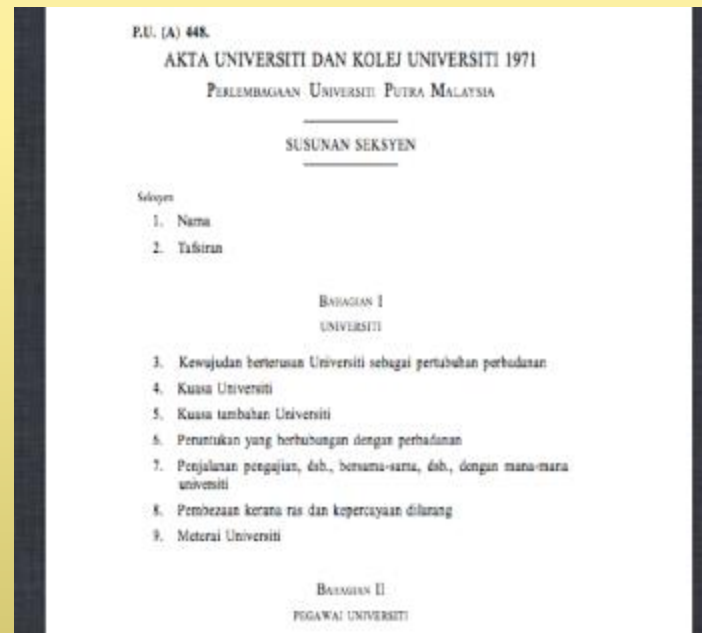 P.U. (A) 448.
AKTA UNIVERSITI DAN KOLEJ UNIVERSITI 1971
PERLEMBAGAAN UNIVERSITI PUTRA MALAYSIA
SUSUNAN SEKSYEN
Seksyen
1. Nama
2. Tafsiran
BAHAGIAN I
UNIVERSITI
3. Kewujudan berterusan Universiti sebagai pertubuhan perbadanan
4. Kuasa Universiti
5. Kuasa tambahan Universiti
6. Peruntukan yang berhubungan dengan perbadanan
7. Penjalanan pengajian, dsb., bersama-sama, dsb., dengan mana-mana
universiti
8. Pembezaan kerana ras dan kepercayaan dilarang
9. Meterai Universiti
BAHAGIAN II
PEGAWAI UNIVERSITI